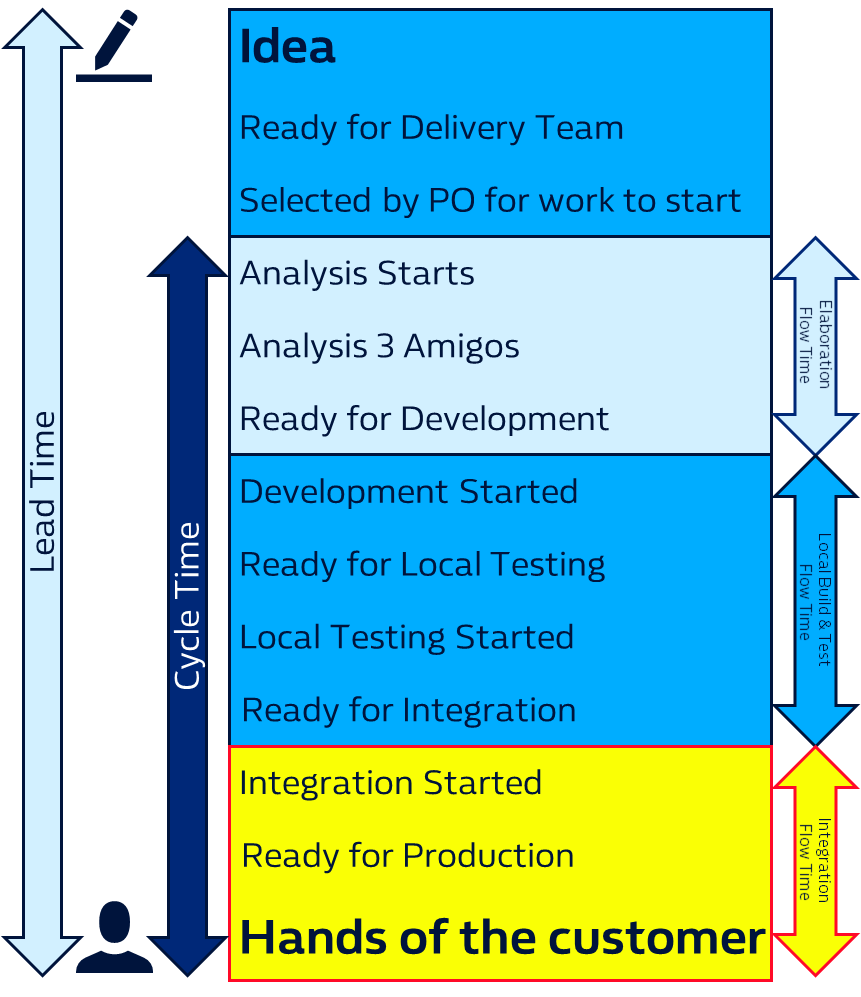 Idea
Ready for Delivery Team
Selected by PO for work to start
Analysis Starts
Analysis 3 Amigos
Ready for Development
Development Started
Ready for Local Testing
Local Testing Started
Ready for Integration
Integration Started
Ready for Production
Hands of the customer
Lead Time
Cycle Time
Elaboration
Flow Time
Local Build & Test
Flow Time
Integration
Flow Time